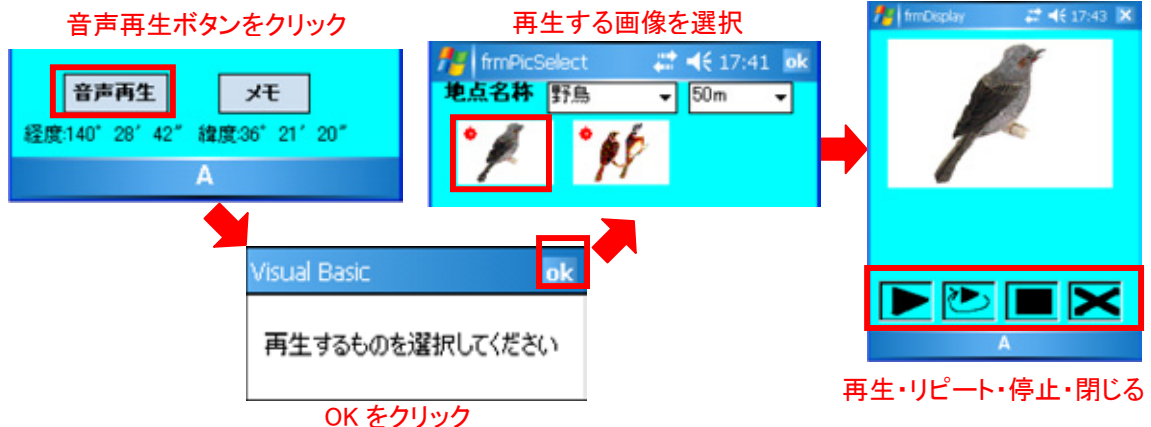 音声再生ボタンをクリック
音声再生
メモ
経度:140° 28′ 42″ 緯度:36° 21′ 20″
A
Visual Basic
ok
再生するものを選択してください
OK をクリック
再生する画像を選択
frmPicSelect
17:41
ok
地点名称
野鳥
50m
frmDisplay
17:43
A
再生・リピート・停止・閉じる